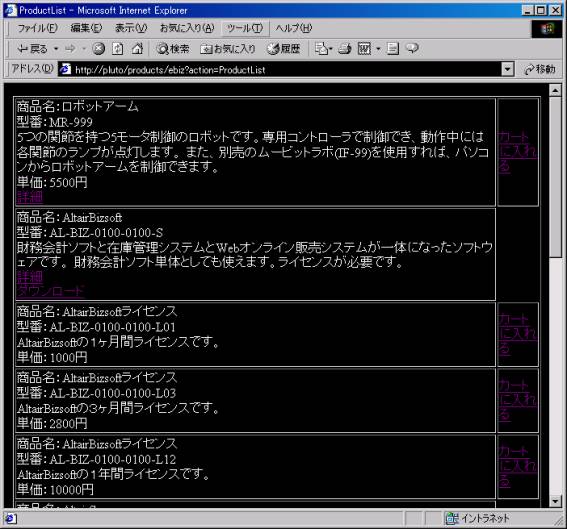 ProductList - Microsoft Internet Explorer
ファイル(F) 編集(E) 表示(V) お気に入り(A) ツール(T) ヘルプ(H)
戻る 検索 お気に入り 履歴
アドレス(D) http://pluto/products/ebiz?action=ProductList 移動
商品名:ロボットアーム
型番:MR-999
5つの関節を持つ5モータ制御のロボットです。専用コントローラで制御でき、動作中には
各関節のランプが点灯します。また、別売のムービットラボ(IF-99)を使用すれば、パソコ
ンからロボットアームを制御できます。
単価:5500円
詳細
カート
に入れ
る
商品名:AltairBizsoft
型番:AL-BIZ-0100-0100-S
財務会計ソフトと在庫管理システムとWebオンライン販売システムが一体になったソフトウ
ェアです。財務会計ソフト単体としても使えます。ライセンスが必要です。
詳細
ダウンロード
商品名:AltairBizsoftライセンス
型番:AL-BIZ-0100-0100-L01
AltairBizsoftの1ヶ月間ライセンスです。
単価:1000円
カート
に入れ
る
商品名:AltairBizsoftライセンス
型番:AL-BIZ-0100-0100-L03
AltairBizsoftの3ヶ月間ライセンスです。
単価:2800円
カート
に入れ
る
商品名:AltairBizsoftライセンス
型番:AL-BIZ-0100-0100-L12
AltairBizsoftの1年間ライセンスです。
単価:10000円
カート
に入れ
る
イントラネット